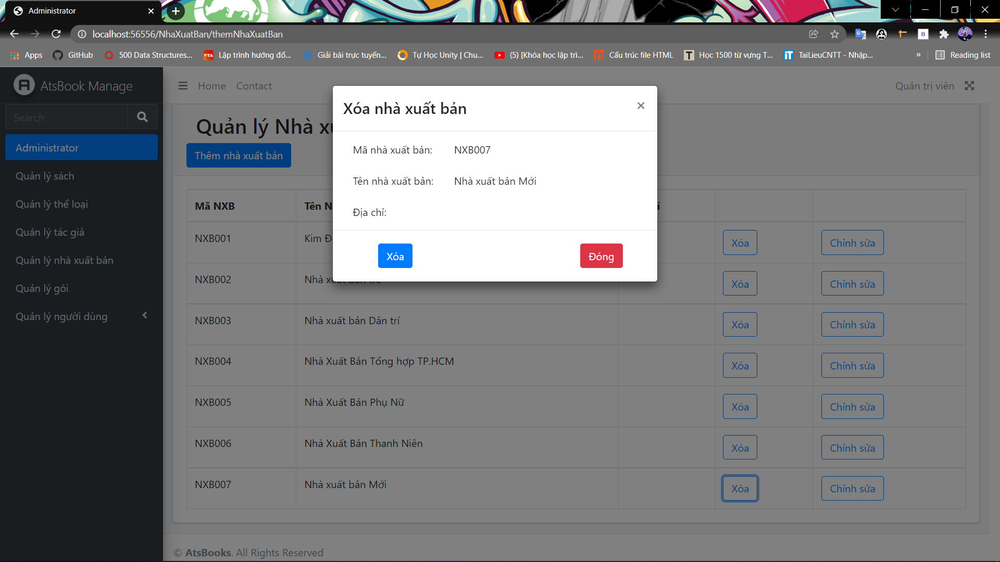 Administrator
localhost:56556/NhaXuatBan/themNhaXuatBan
Apps GitHub 500 Data Structures... Lập trình hướng đố... Giải bài trực tuyến... Tự Học Unity | Chu... (5) [Khóa học lập trì... Cấu trúc file HTML Học 1500 từ vựng T... TaiLieuCNTT - Nhập... » Reading list
AtsBook Manage
Search
Administrator
Quản lý sách
Quản lý thể loại
Quản lý tác giả
Quản lý nhà xuất bản
Quản lý gói
Quản lý người dùng
Home Contact Quản trị viên
Quản lý Nhà
Thêm nhà xuất bản
Xóa nhà xuất bản ×
Mã nhà xuất bản: NXB007
Tên nhà xuất bản: Nhà xuất bản Mới
Địa chỉ:
Xóa Đóng
Mã NXB Tên
NXB001 Kim Xóa Chỉnh sửa
NXB002 Nhà xuất bản trẻ Xóa Chỉnh sửa
NXB003 Nhà xuất bản Dân trí Xóa Chỉnh sửa
NXB004 Nhà Xuất Bản Tổng hợp TP.HCM Xóa Chỉnh sửa
NXB005 Nhà Xuất Bản Phụ Nữ Xóa Chỉnh sửa
NXB006 Nhà Xuất Bản Thanh Niên Xóa Chỉnh sửa
NXB007 Nhà xuất bản Mới Xóa Chỉnh sửa
© AtsBooks. All Rights Reserved